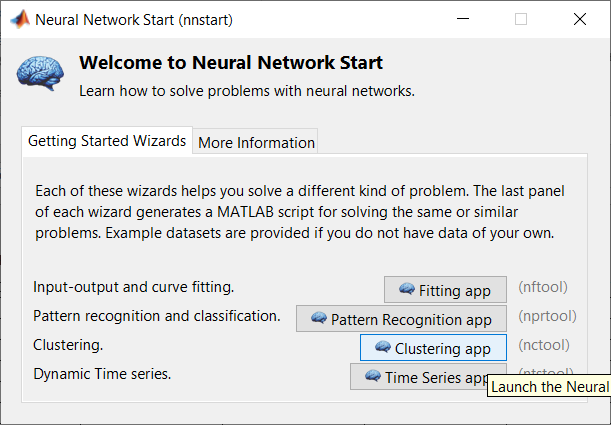 Neural Network Start (nnstart)
Welcome to Neural Network Start
Learn how to solve problems with neural networks.
Getting Started Wizards More Information
Each of these wizards helps you solve a different kind of problem. The last panel
of each wizard generates a MATLAB script for solving the same or similar
problems. Example datasets are provided if you do not have data of your own.
Input-output and curve fitting. Fitting app (nftool)
Pattern recognition and classification. Pattern Recognition app (nprtool)
Clustering. Clustering app (nctool)
Dynamic Time series. Time Series app
Launch the Neural